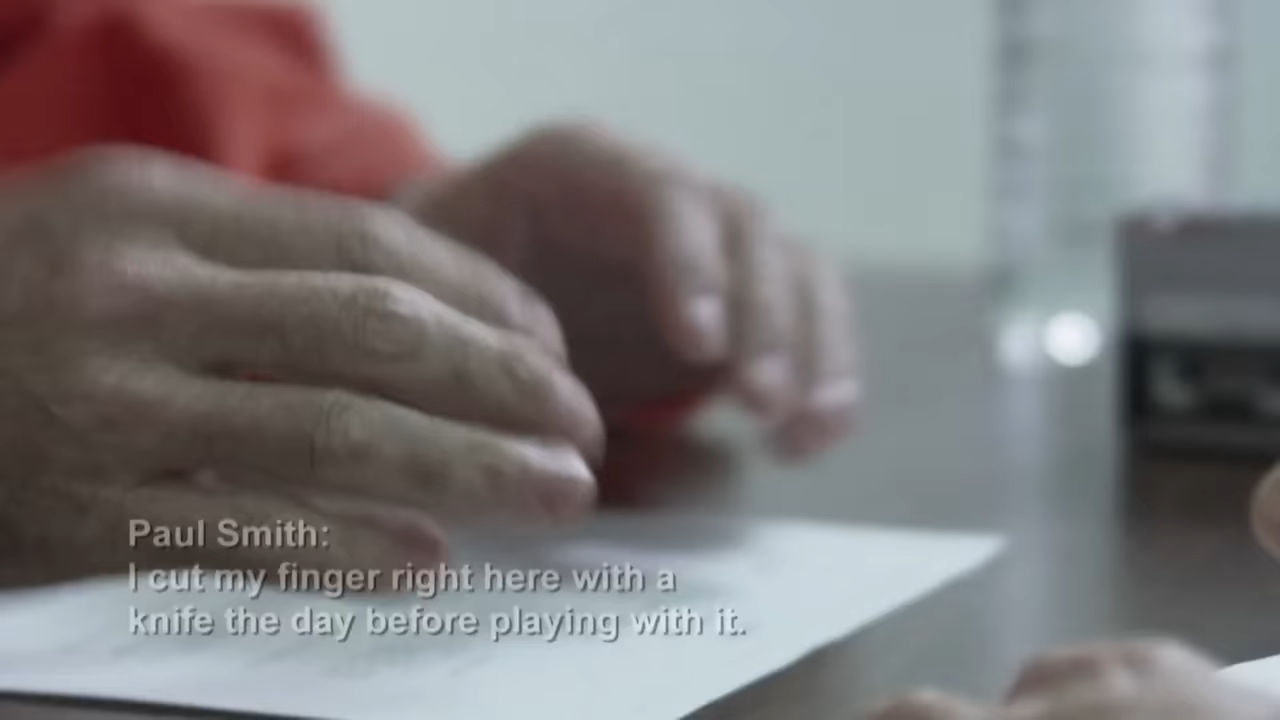 Paul Smith:
I cut my finger right here with a
knife the day before playing with it.